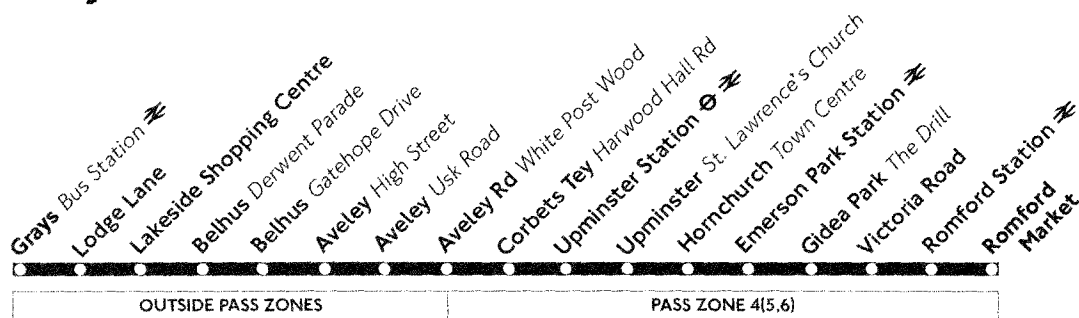 Grays Bus Station
Lodge Lane
Lakeside Shopping Centre
Belhus Derwent Parade
Belhus Gatehope Drive
Aveley High Street
Aveley Usk Road
Aveley Rd White Post Wood
Corbets Tey Harwood Hall Rd
Upminster Station
Upminster St. Lawrence's Church
Hornchurch Town Centre
Emerson Park Station
Gidea Park The Drill
Victoria Road
Romford Station
Romford
Market
OUTSIDE PASS ZONES
PASS ZONE 4(5,6)